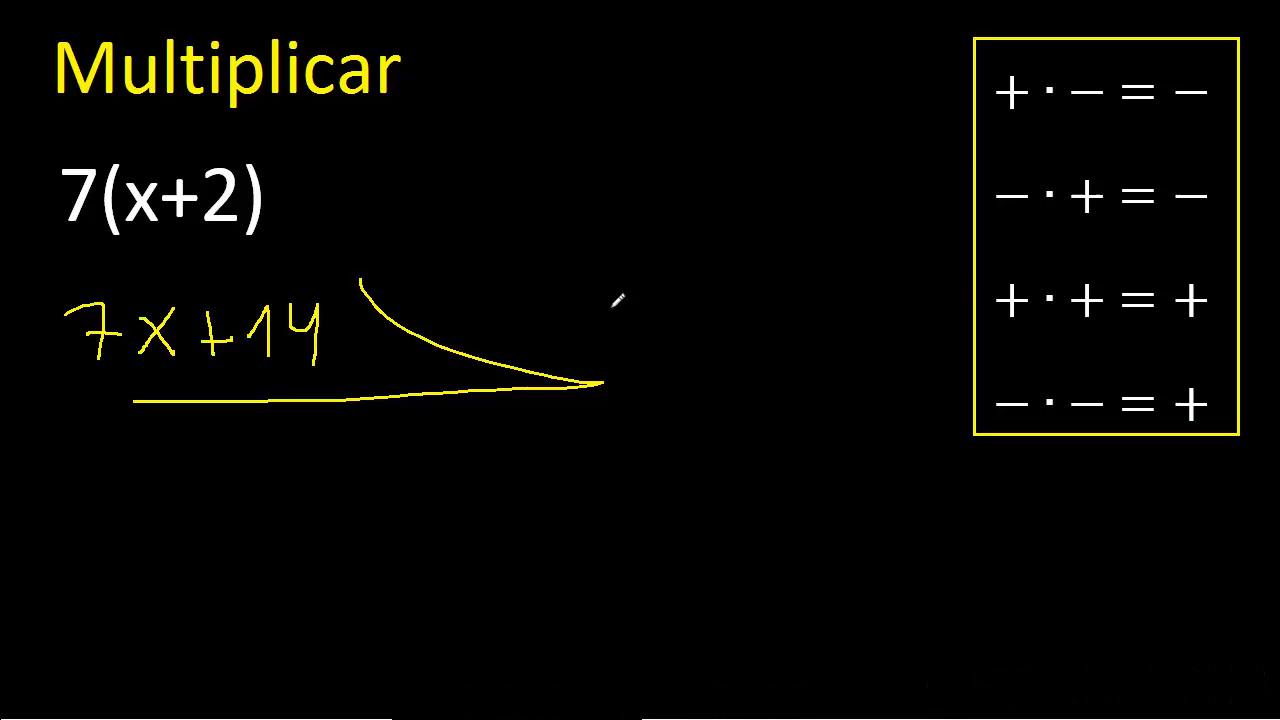 Multiplicar
7(x+2)
7x+14
+ · − = −
− · + = −
+ · + = +
− · − = +